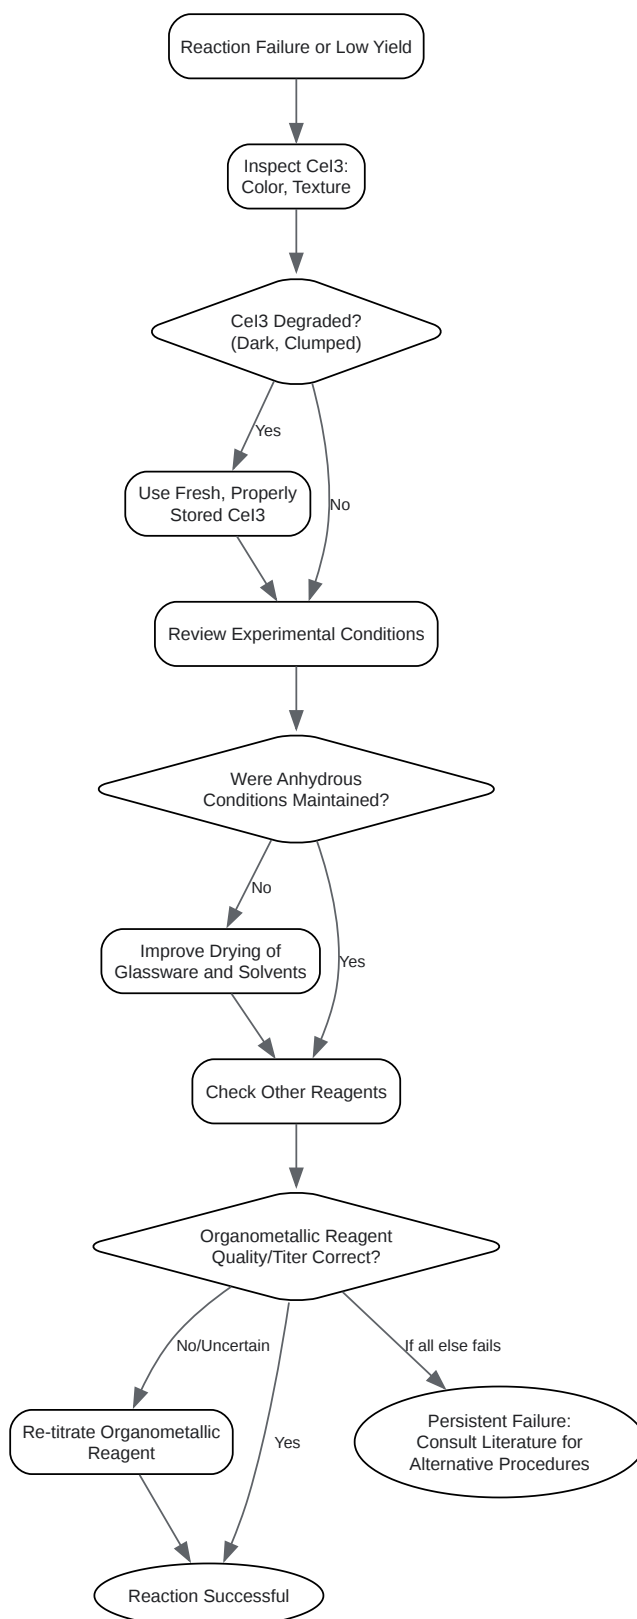 Reaction Failure or Low Yield
Inspect CeI3:
Color, Texture
CeI3 Degraded?
(Dark, Clumped)
Yes
Use Fresh, Properly
Stored CeI3
No
Review Experimental Conditions
Were Anhydrous
Conditions Maintained?
No
Improve Drying of
Glassware and Solvents
Yes
Check Other Reagents
Organometallic Reagent
Quality/Titer Correct?
No/Uncertain
If all else fails
Re-titrate Organometallic
Reagent
Yes
Persistent Failure:
Consult Literature for
Alternative Procedures
Reaction Successful